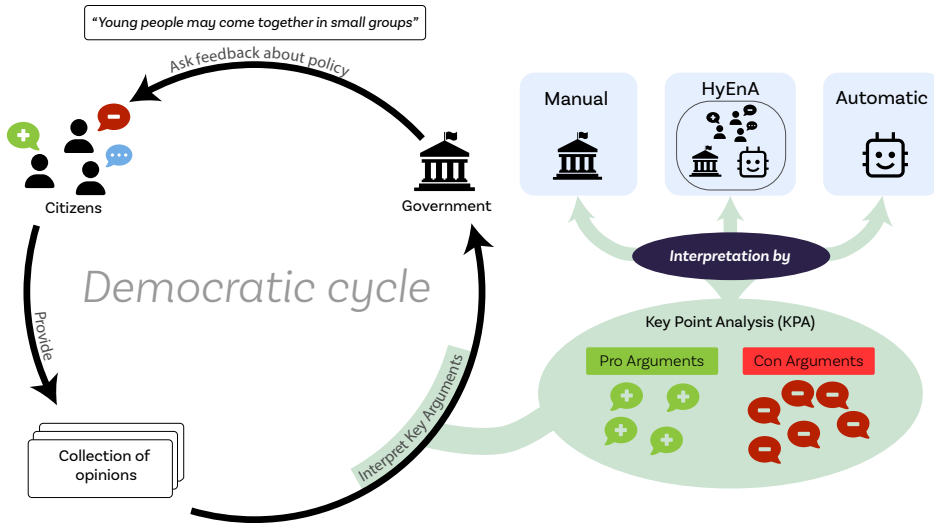 “Young people may come together in small groups”
Ask feedback about policy
Citizens
Government
Democratic cycle
Provide
Collection of
opinions
Interpret Key Arguments
Manual
HyEnA
Automatic
Interpretation by
Key Point Analysis (KPA)
Pro Arguments
Con Arguments